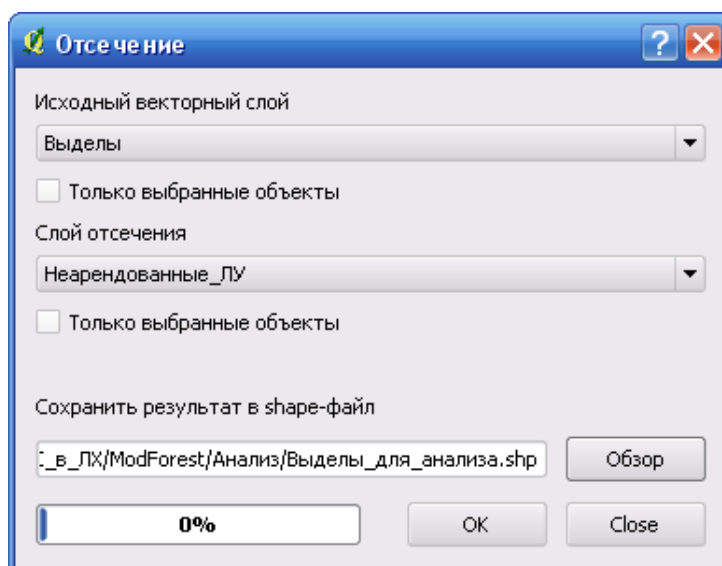 Отсечение
Исходный векторный слой
Выделы
Только выбранные объекты
Слой отсечения
Неарендованные_ЛУ
Только выбранные объекты
Сохранить результат в shape-файл
_в_ЛХ/ModForest/Анализ/Выделы_для_анализа.shp
Обзор
0%
OK
Close